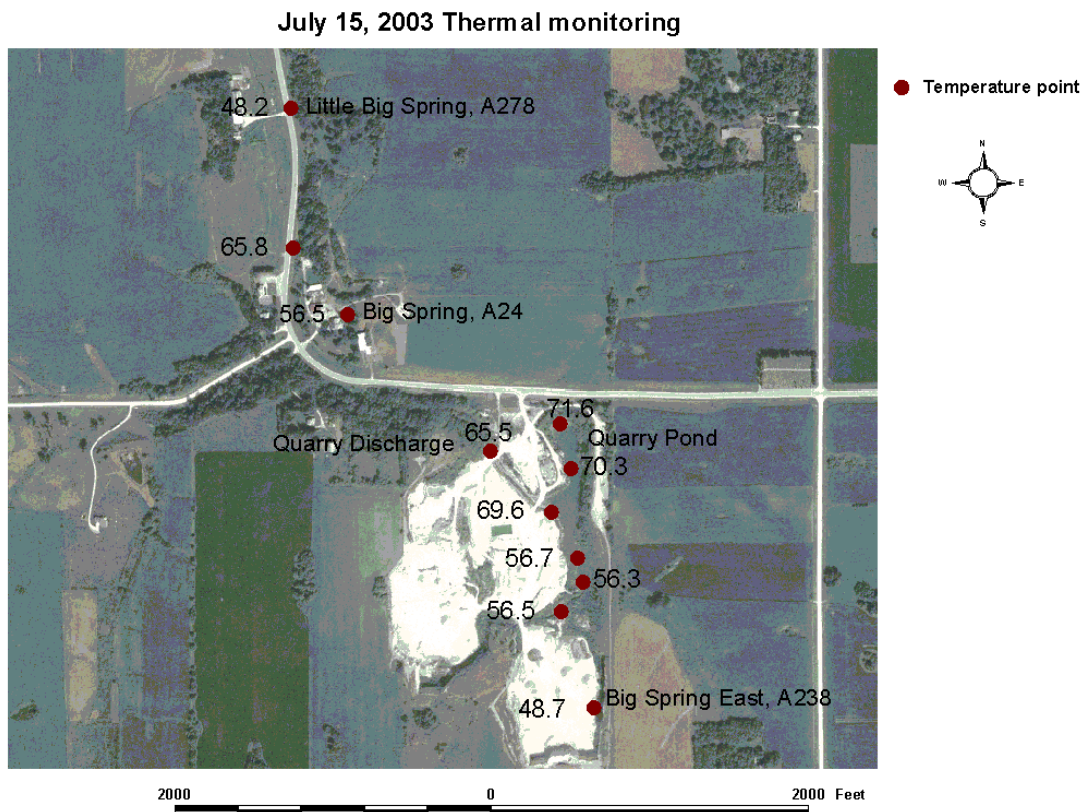 July 15, 2003 Thermal monitoring
48.2 Little Big Spring, A278
Temperature point
N
W E
S
65.8
56.5 Big Spring, A24
71.6
65.5
Quarry Discharge Quarry Pond
70.3
69.6
56.7
56.3
56.5
Big Spring East, A238
48.7
2000 0 2000 Feet